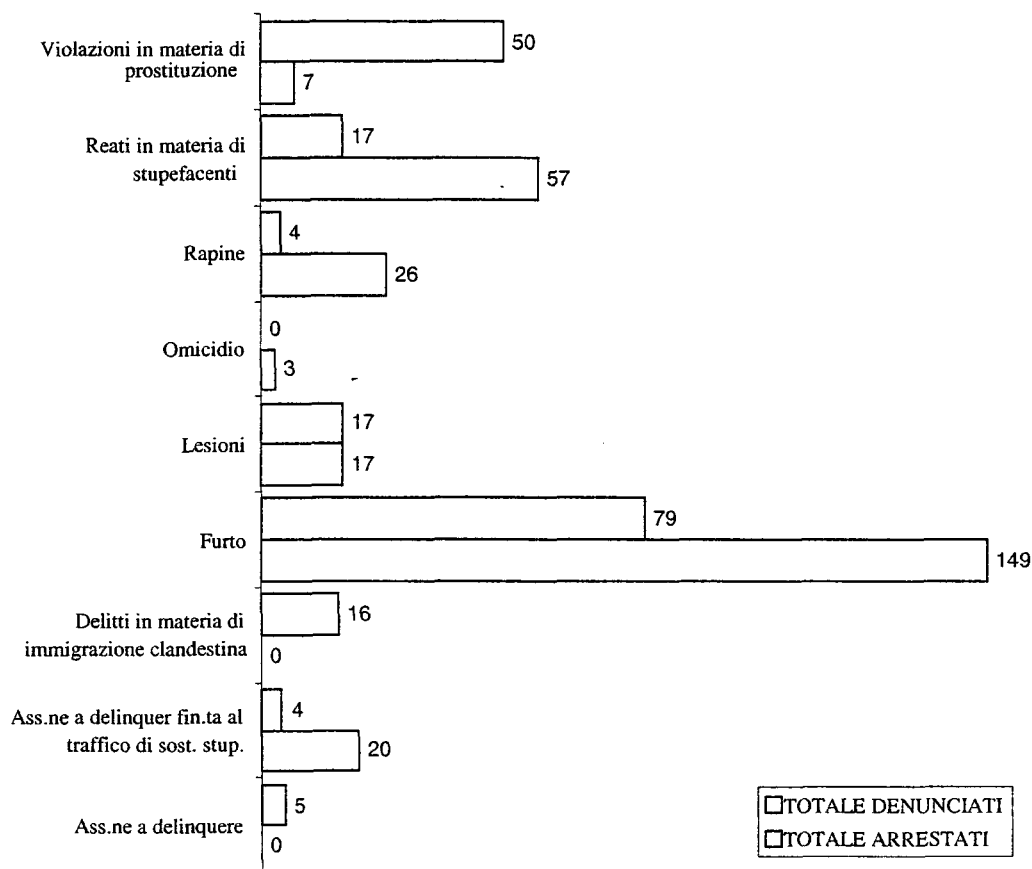 Violazioni in materia di
prostituzione
50
7
Reati in materia di
stupefacenti
17
57
Rapine
4
26
Omicidio
0
3
Lesioni
17
17
Furto
79
149
Delitti in materia di
immigrazione clandestina
16
0
Ass.ne a delinquer fin.ta al
traffico di sost. stup.
4
20
Ass.ne a delinquere
5
0
TOTALE DENUNCIATI
TOTALE ARRESTATI